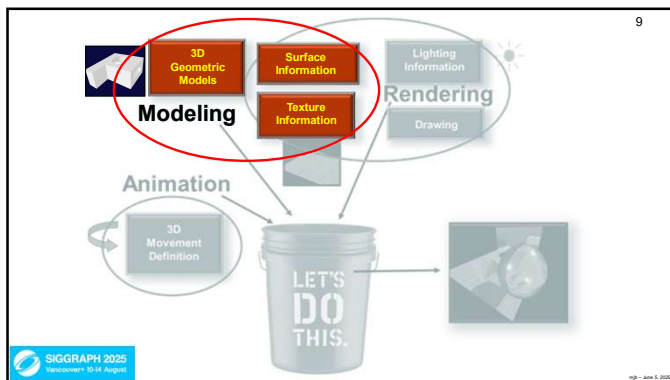 9
3D
Geometric
Models
Surface
Information
Lighting
Information
Modeling
Texture
Information
Rendering
Drawing
Animation
3D
Movement
Definition
LET'S
DO
THIS.
SIGGRAPH 2025
Vancouver+ 10-14 August
mjb – June 5, 2025